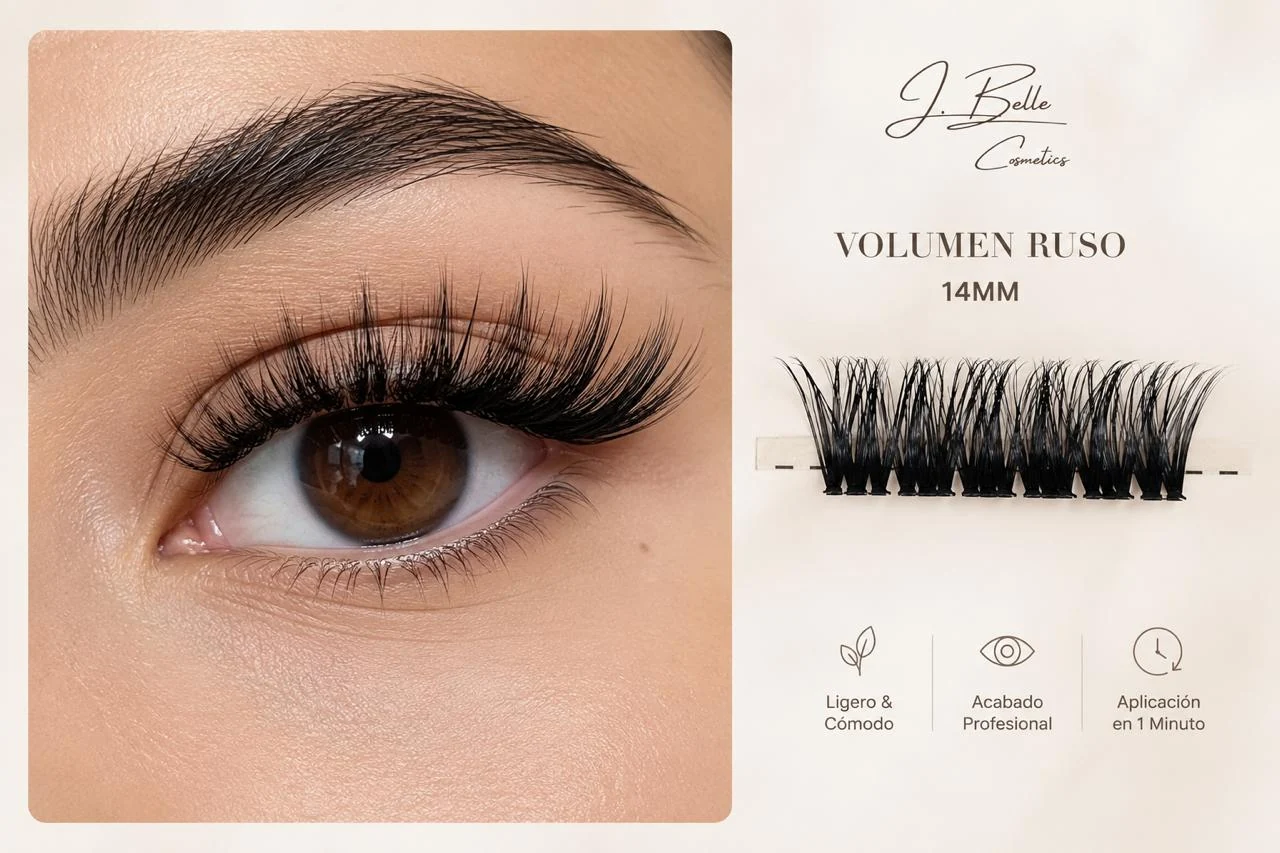 J. Belle
Cosmetics
VOLUMEN RUSO
14MM
Ligero &
Cómodo
Acabado
Profesional
Aplicación
en 1 Minuto